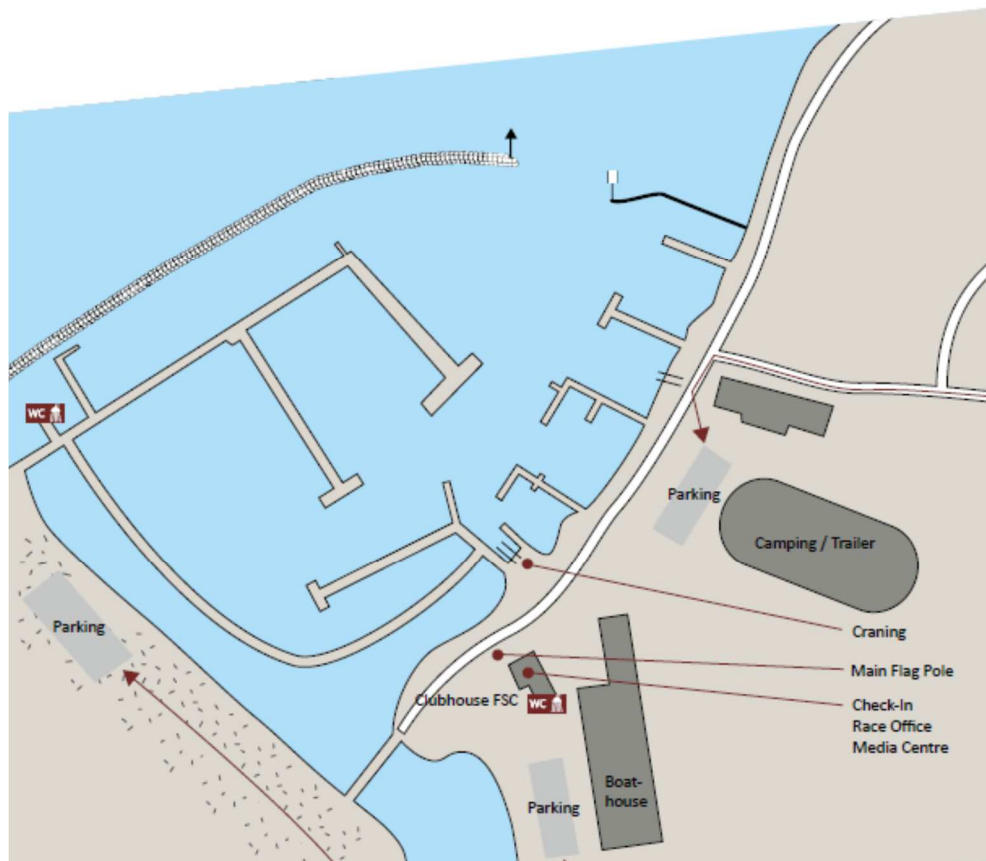 WC
Parking
Camping / Trailer
Parking
Craning
Main Flag Pole
Clubhouse FSC
WC
Check-In
Race Office
Media Centre
Boat-
house
Parking